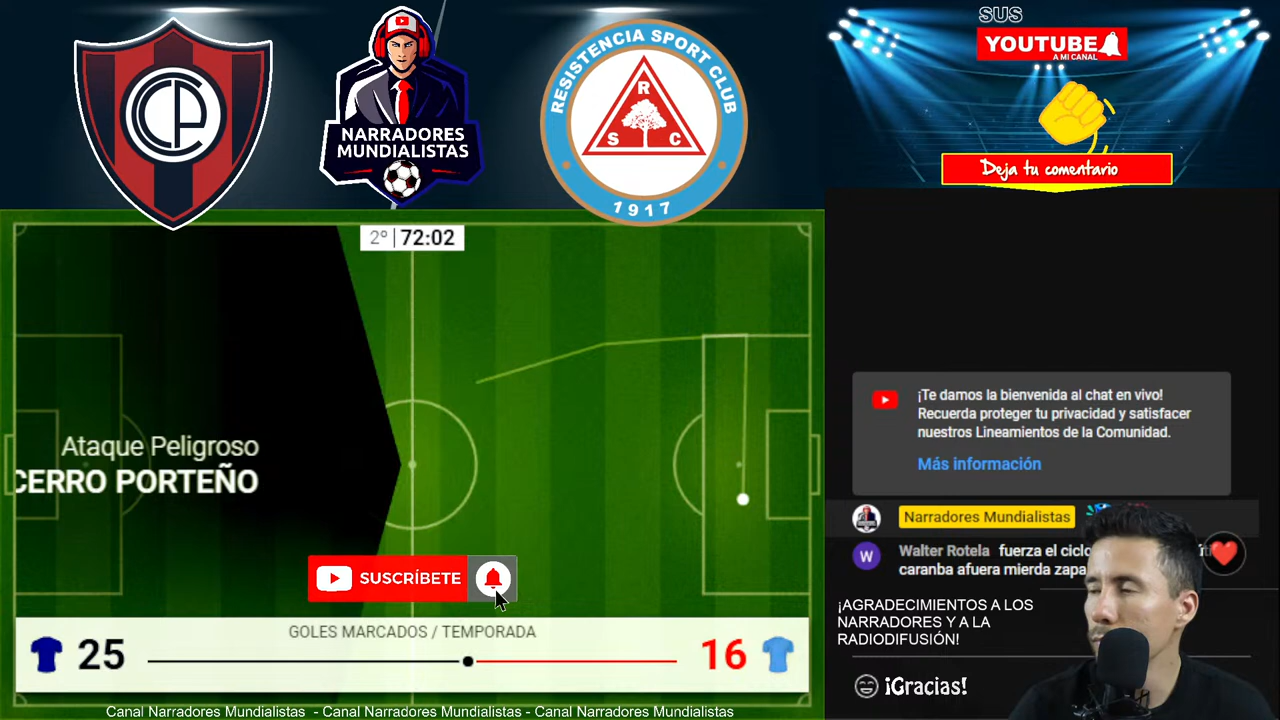 CCP
NARRADORES
MUNDIALISTAS
RESISTENCIA SPORT CLUB
R
S C
1917
SUS
YOUTUBE
A MI CANAL
Deja tu comentario
2º | 72:02
Ataque Peligroso
CERRO PORTEÑO
SUSCRÍBETE
GOLES MARCADOS / TEMPORADA
25
16
Canal Narradores Mundialistas - Canal Narradores Mundialistas - Canal Narradores Mundialistas
¡Te damos la bienvenida al chat en vivo!
Recuerda proteger tu privacidad y satisfacer
nuestros Lineamientos de la Comunidad.
Más información
Narradores Mundialistas
W
Walter Rotela fuerza el ciclo
caranba afuera mierda zapa
¡AGRADECIMIENTOS A LOS
NARRADORES Y A LA
RADIODIFUSIÓN!
¡Gracias!